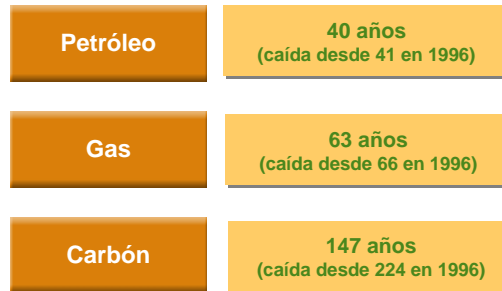 Petróleo
40 años
(caída desde 41 en 1996)
Gas
63 años
(caída desde 66 en 1996)
Carbón
147 años
(caída desde 224 en 1996)